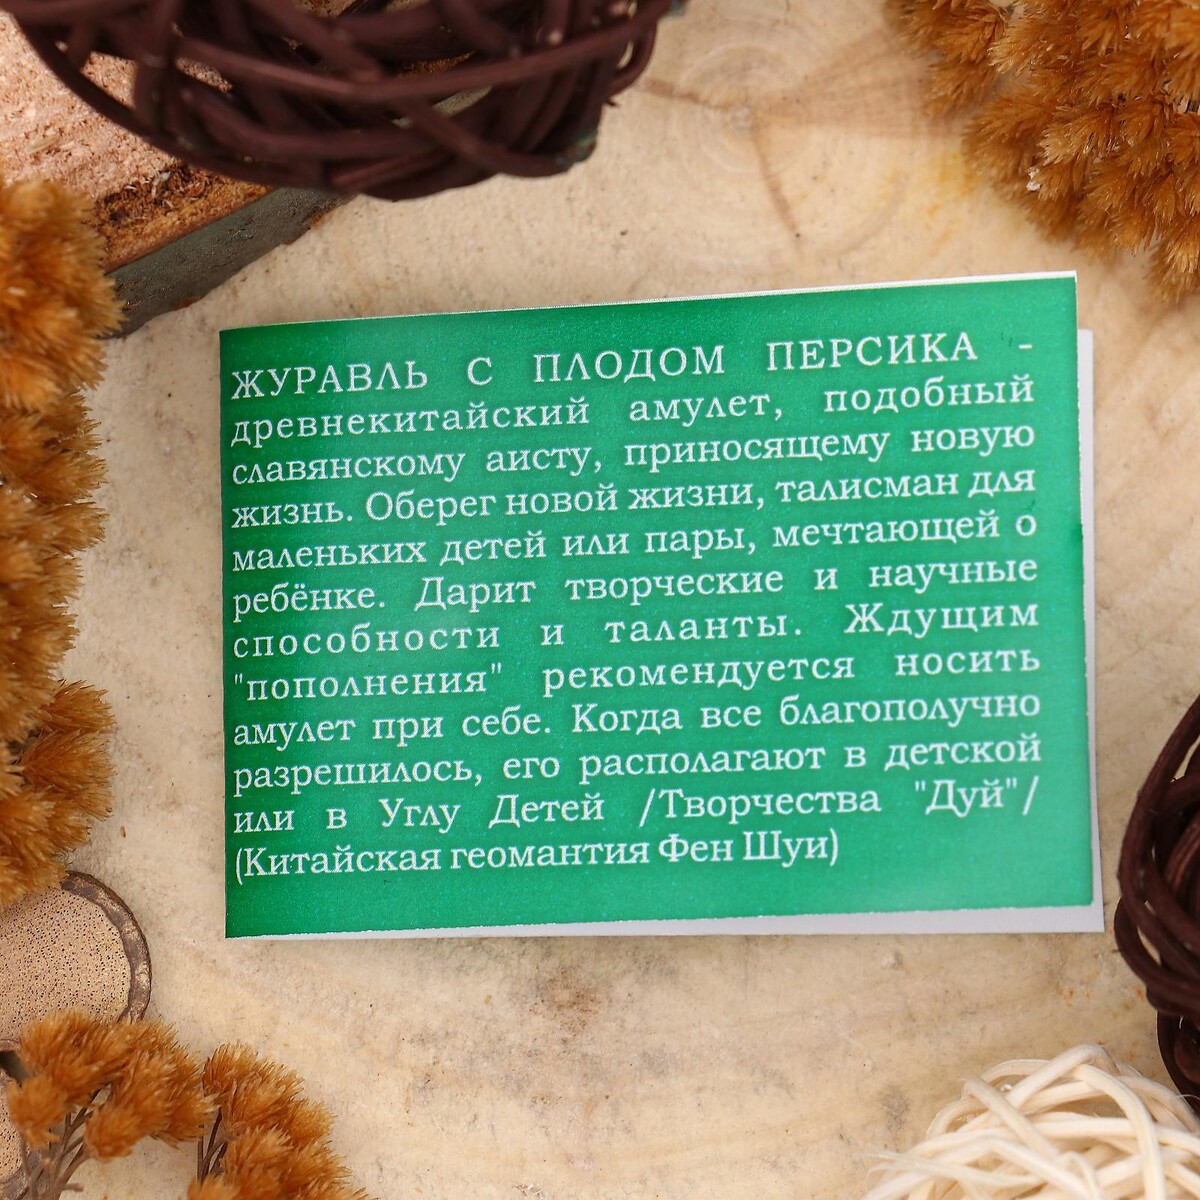 ЖУРАВЛЬ С ПЛОДОМ ПЕРСИКА -
древнекитайский амулет, подобный
славянскому аисту, приносящему новую
жизнь. Оберег новой жизни, талисман для
маленьких детей или пары, мечтающей о
ребёнке. Дарит творческие и научные
способности и таланты. Ждущим
"пополнения" рекомендуется носить
амулет при себе. Когда все благополучно
разрешилось, его располагают в детской
или в Углу Детей /Творчества "Дуй"/
(Китайская геомантия Фен Шуи)